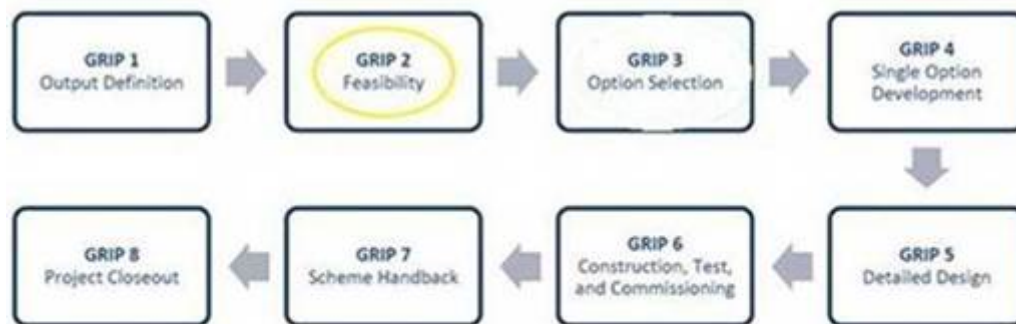 GRIP 1
Output Definition
GRIP 2
Feasibility
GRIP 3
Option Selection
GRIP 4
Single Option
Development
GRIP 5
Detailed Design
GRIP 6
Construction, Test,
and Commissioning
GRIP 7
Scheme Handback
GRIP 8
Project Closeout